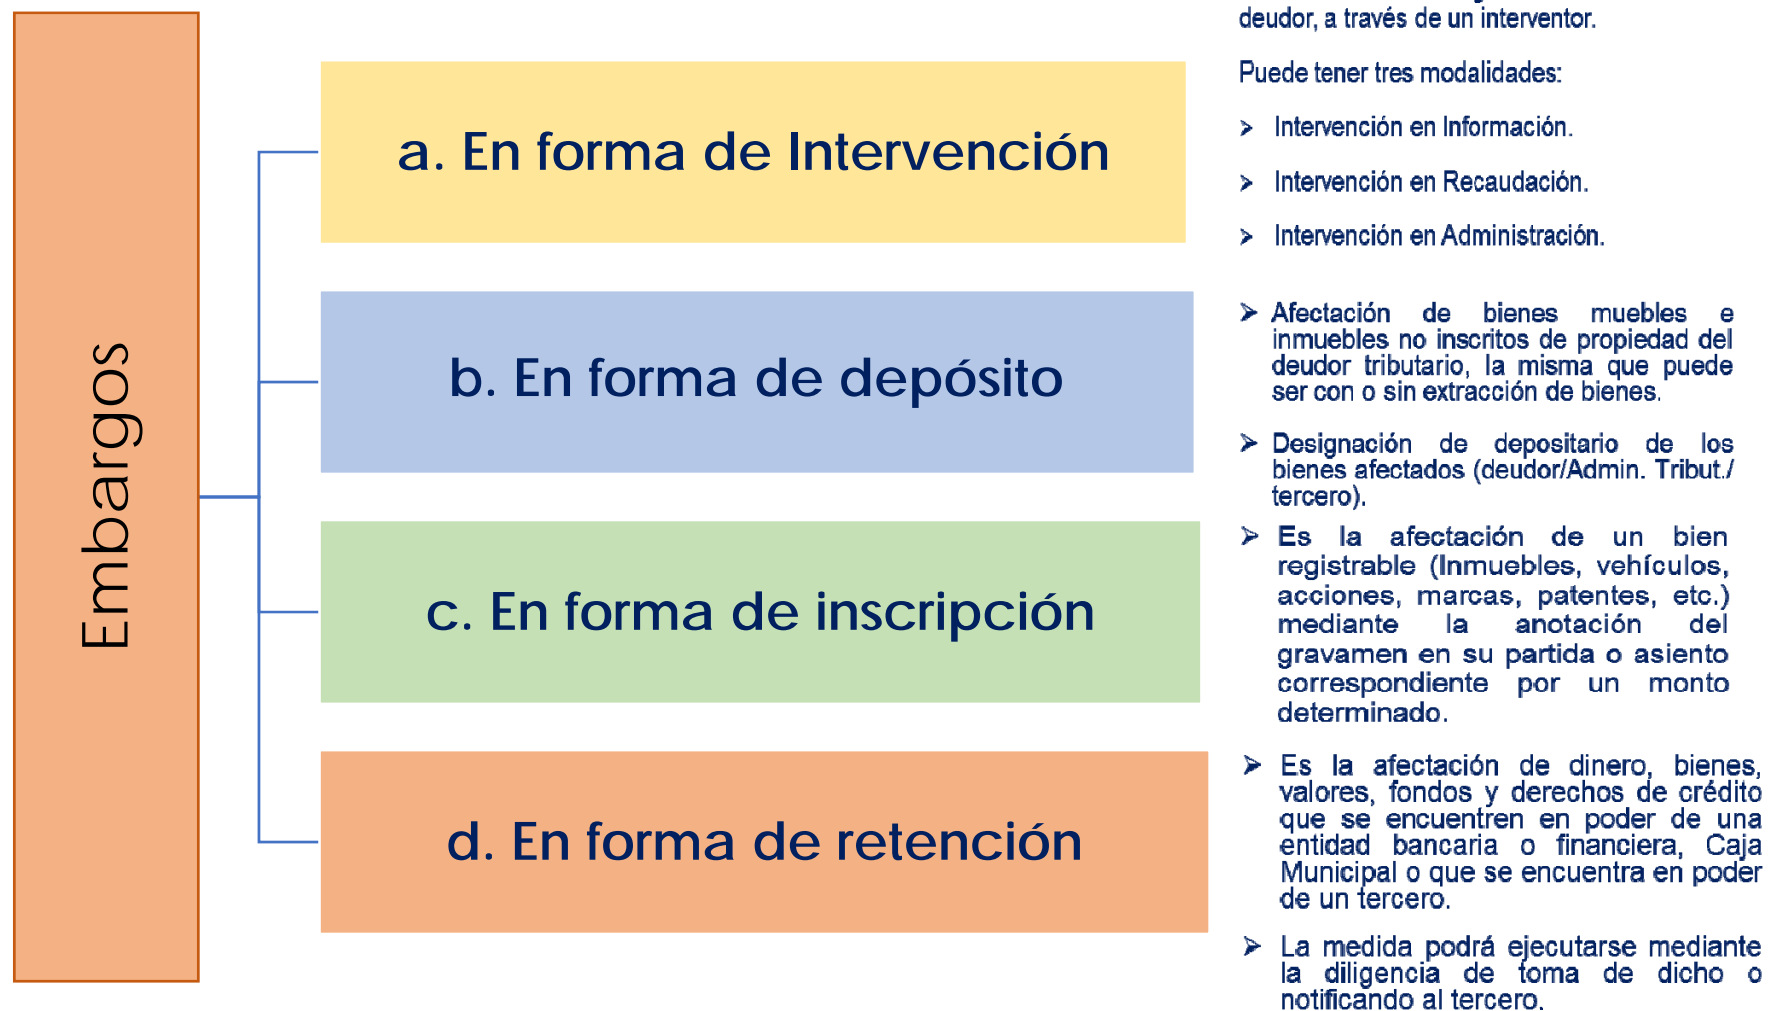 Embargos
a. En forma de Intervención
deudor, a través de un interventor.
Puede tener tres modalidades:
➤ Intervención en Información.
➤ Intervención en Recaudación.
➤ Intervención en Administración.
b. En forma de depósito
➤ Afectación de bienes muebles e
inmuebles no inscritos de propiedad del
deudor tributario, la misma que puede
ser con o sin extracción de bienes.
➤ Designación de depositario de los
bienes afectados (deudor/Admin. Tribut./
tercero).
c. En forma de inscripción
➤ Es la afectación de un bien
registrable (Inmuebles, vehículos,
acciones, marcas, patentes, etc.)
mediante la anotación del
gravamen en su partida o asiento
correspondiente por un monto
determinado.
d. En forma de retención
➤ Es la afectación de dinero, bienes,
valores, fondos y derechos de crédito
que se encuentren en poder de una
entidad bancaria o financiera, Caja
Municipal o que se encuentra en poder
de un tercero.
➤ La medida podrá ejecutarse mediante
la diligencia de toma de dicho o
notificando al tercero,